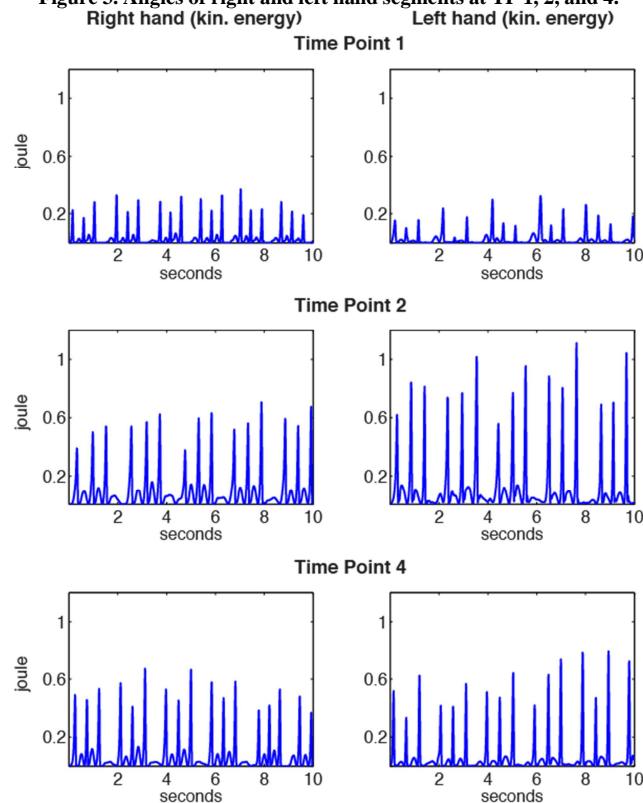 Figure 3. Angles of right and left hand segments at TP 1, 2, and 4.
Right hand (kin. energy) Left hand (kin. energy)
Time Point 1
joule
1
0.6
0.2
2 4 6 8 10
seconds
1
0.6
0.2
2 4 6 8 10
seconds
Time Point 2
joule
1
0.6
0.2
2 4 6 8 10
seconds
1
0.6
0.2
2 4 6 8 10
seconds
Time Point 4
joule
1
0.6
0.2
2 4 6 8 10
seconds
1
0.6
0.2
2 4 6 8 10
seconds